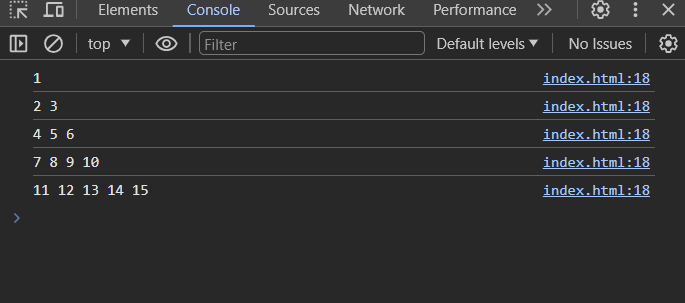 Elements Console Sources Network Performance
top Filter Default levels No Issues
1 index.html:18
2 3 index.html:18
4 5 6 index.html:18
7 8 9 10 index.html:18
11 12 13 14 15 index.html:18